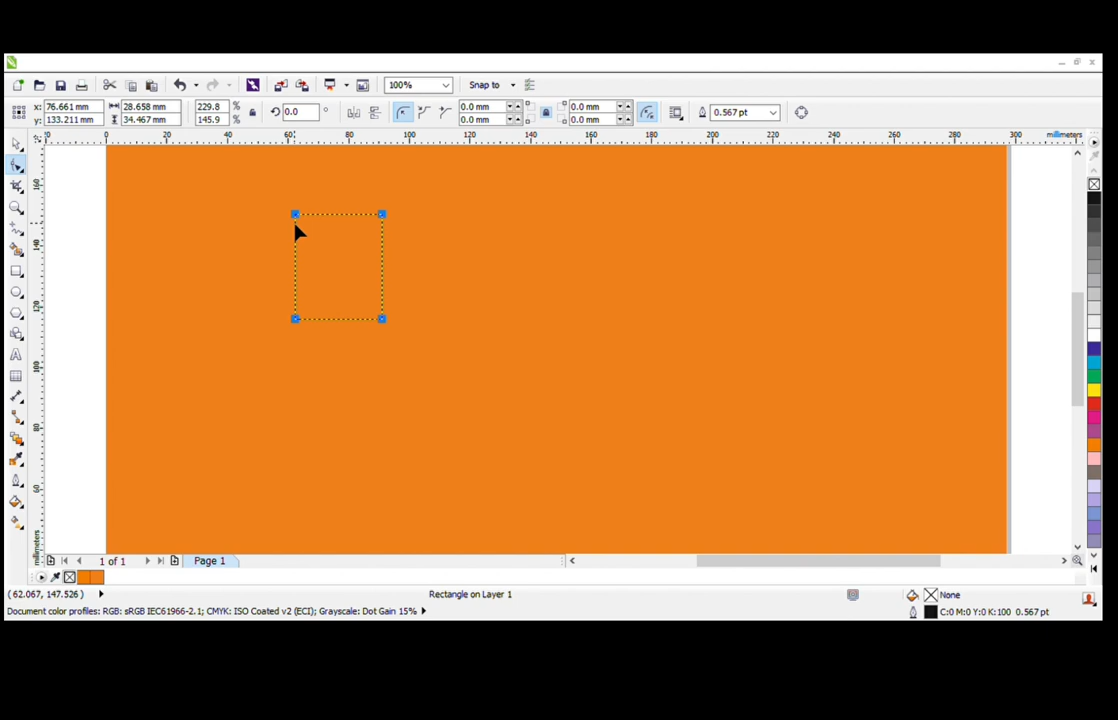 100% Snap to
x: 76.661 mm 28.658 mm 229.8 % 0.0 ° 0.0 mm 0.0 mm 0.567 pt
y: 133.211 mm 34.467 mm 145.9 % 0.0 mm 0.0 mm
20 0 20 40 60 80 100 120 140 160 180 200 220 240 260 280 300 millimeters
160
140
120
100
80
60
millimeters
1 of 1 Page 1
( 62.067, 147.526 ) Rectangle on Layer 1 None
Document color profiles: RGB: sRGB IEC61966-2.1; CMYK: ISO Coated v2 (ECI); Grayscale: Dot Gain 15% C:0 M:0 Y:0 K:100 0.567 pt